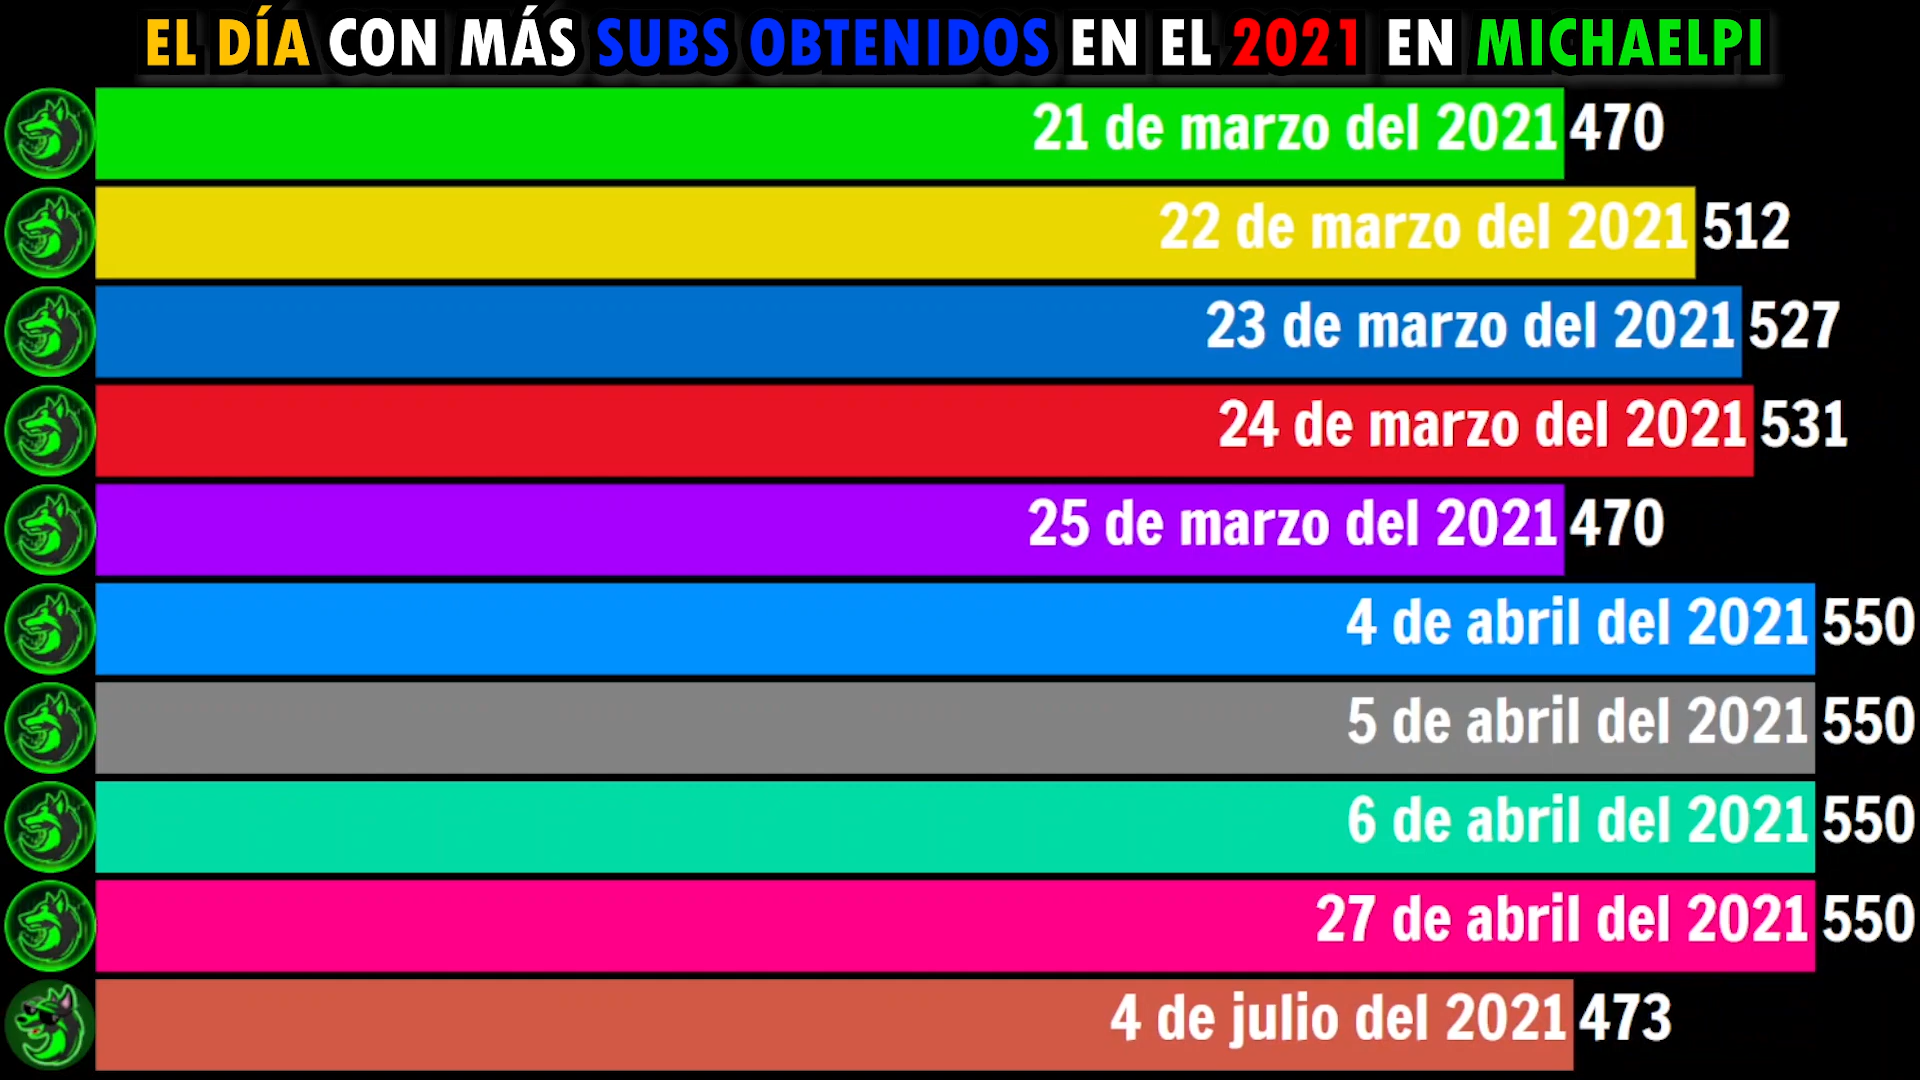 EL DÍA CON MÁS SUBS OBTENIDOS EN EL 2021 EN MICHAELPI
21 de marzo del 2021 470
22 de marzo del 2021 512
23 de marzo del 2021 527
24 de marzo del 2021 531
25 de marzo del 2021 470
4 de abril del 2021 550
5 de abril del 2021 550
6 de abril del 2021 550
27 de abril del 2021 550
4 de julio del 2021 473